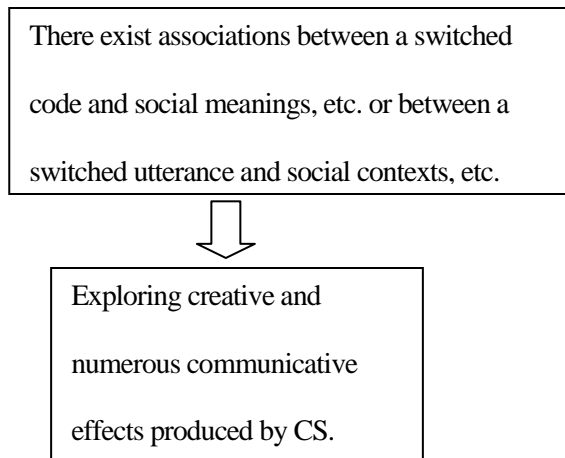 There exist associations between a switched
code and social meanings, etc. or between a
switched utterance and social contexts, etc.
Exploring creative and
numerous communicative
effects produced by CS.